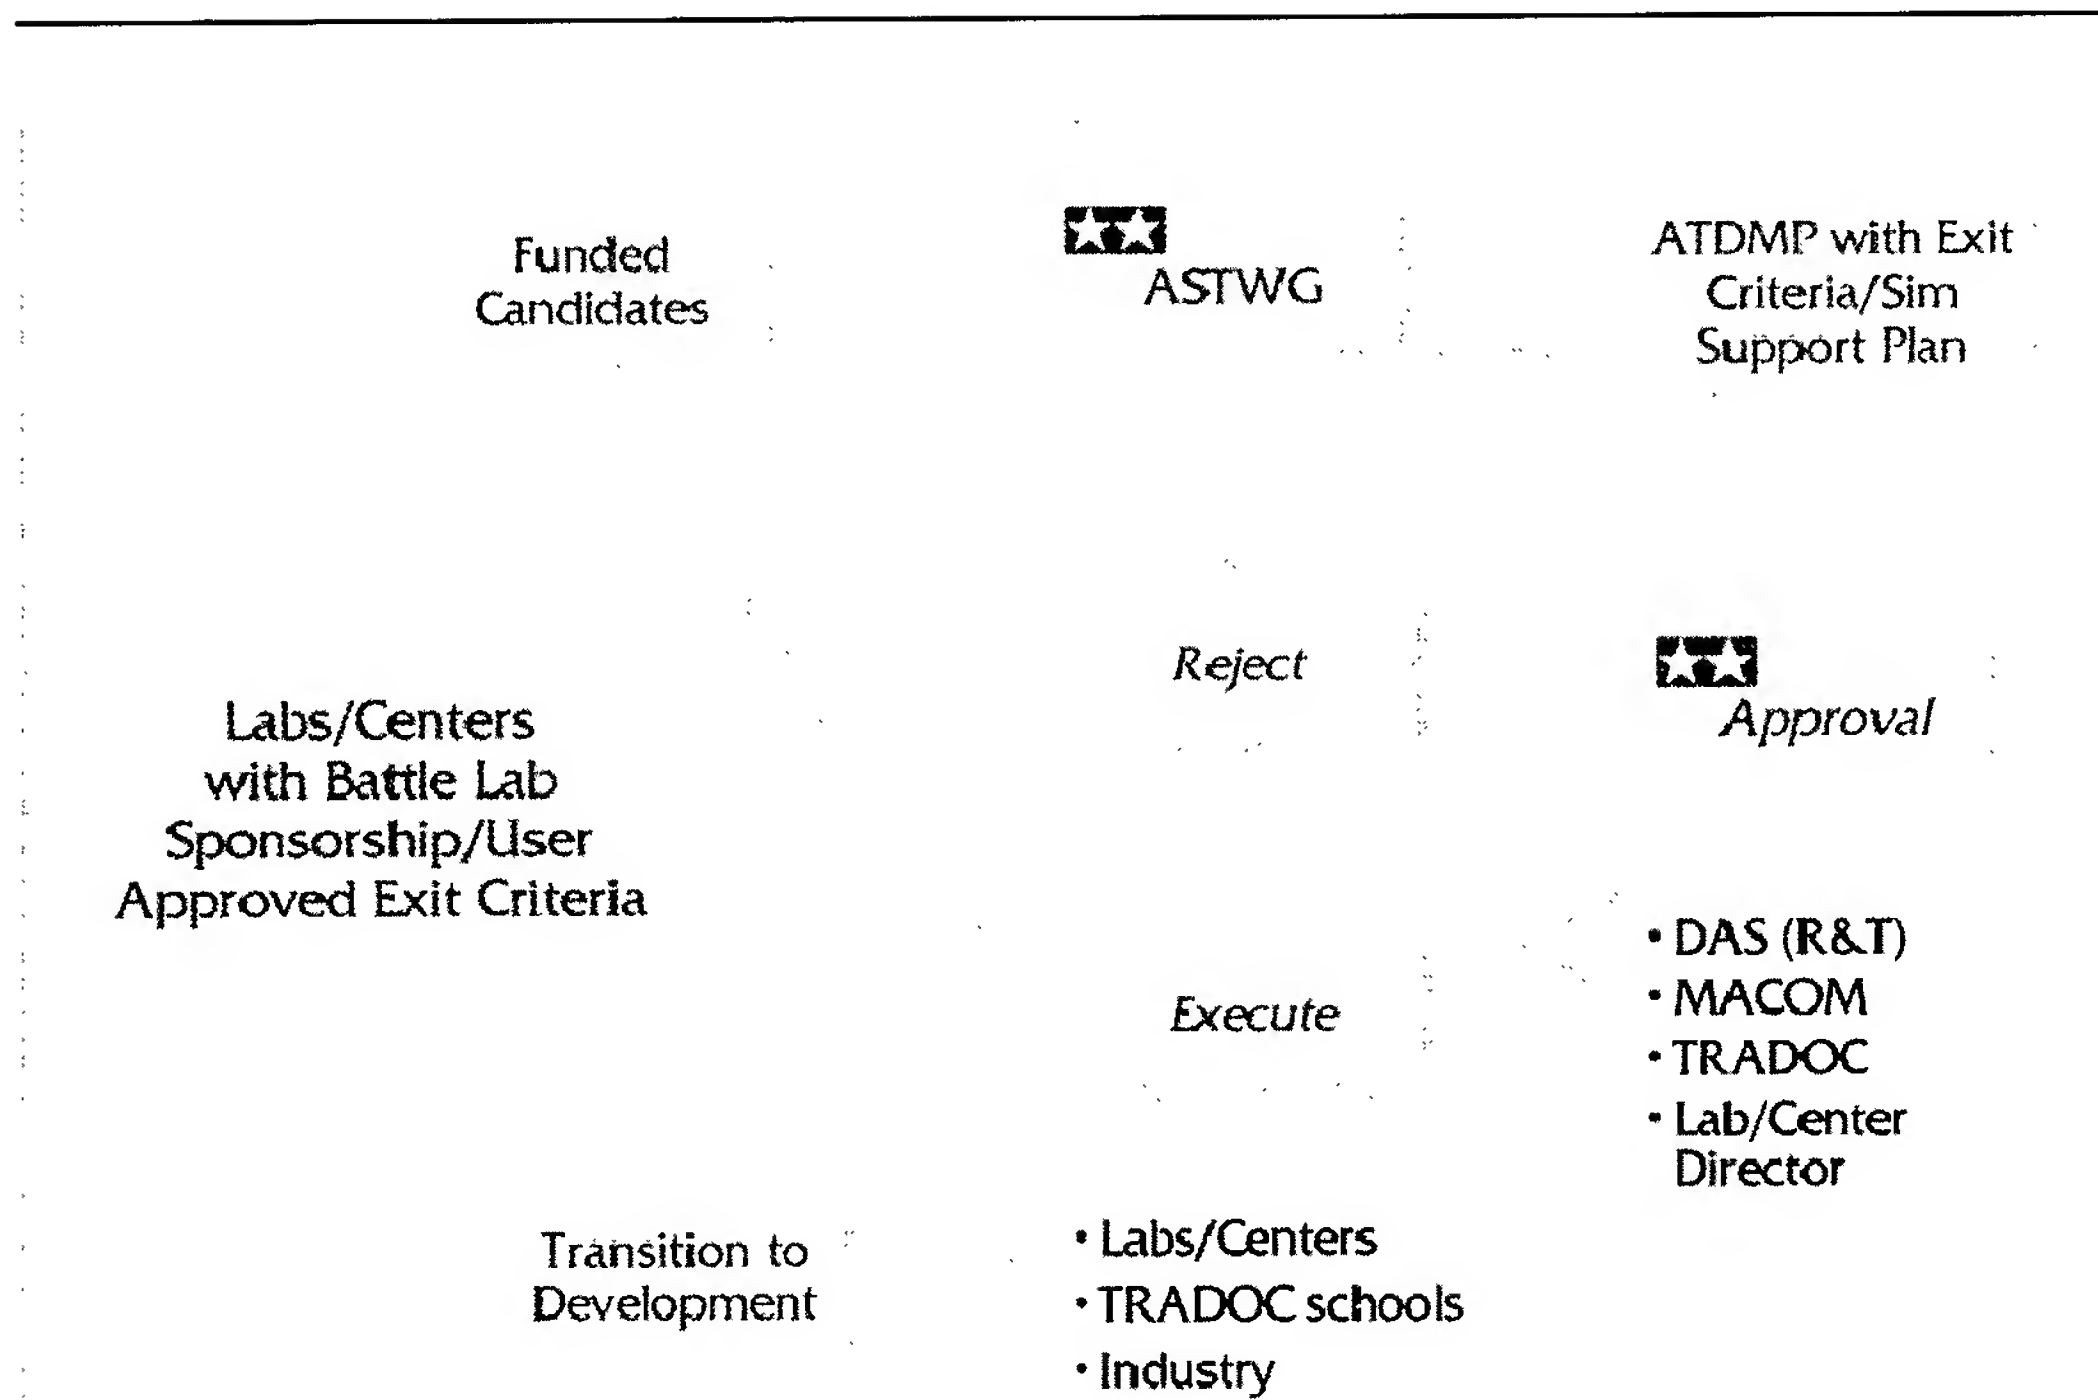 Funded
Candidates
ASTWG
ATDMP with Exit
Criteria/Sim
Support Plan
Labs/Centers
with Battle Lab
Sponsorship/User
Approved Exit Criteria
Reject
Approval
Execute
• DAS (R&T)
• MACOM
• TRADOC
• Lab/Center
Director
Transition to
Development
• Labs/Centers
• TRADOC schools
• Industry